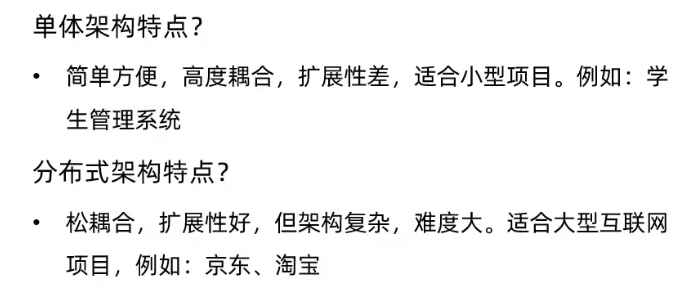 单体架构特点？
• 简单方便，高度耦合，扩展性差，适合小型项目。例如：学
生管理系统
分布式架构特点？
• 松耦合，扩展性好，但架构复杂，难度大。适合大型互联网
项目，例如：京东、淘宝